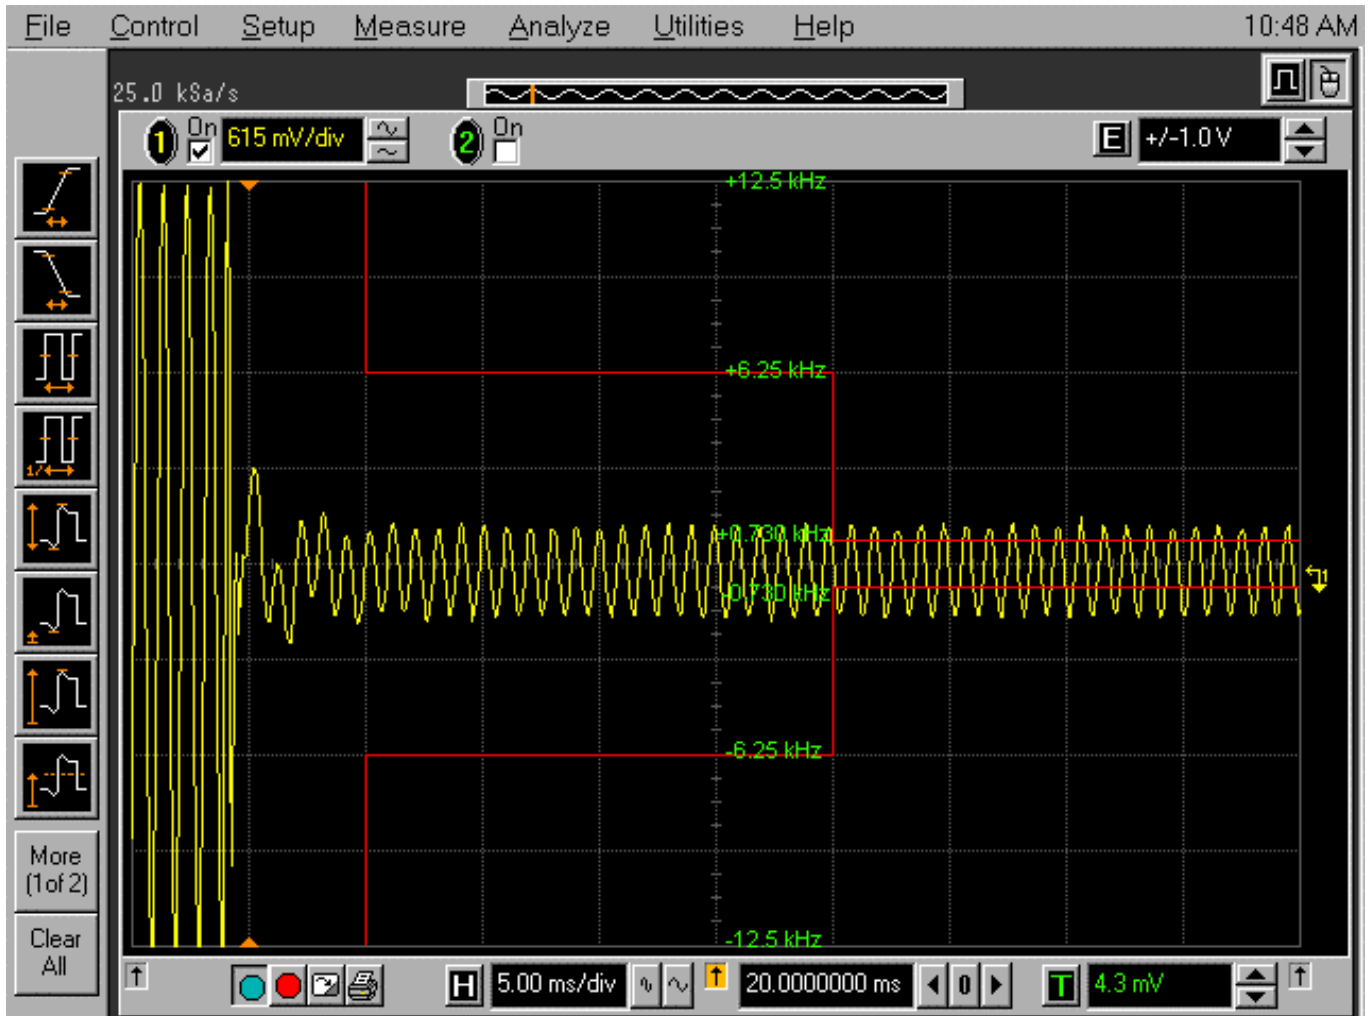 File Control Setup Measure Analyze Utilities Help 10:48 AM
25.0 kSa/s
1 On 615 mV/div 2 On E +/-1.0 V
+12.5 kHz
+6.25 kHz
+0.730 kHz
-0.730 kHz
-6.25 kHz
-12.5 kHz
1/
More
(1of 2)
Clear
All
H 5.00 ms/div 20.0000000 ms 0 T 4.3 mV